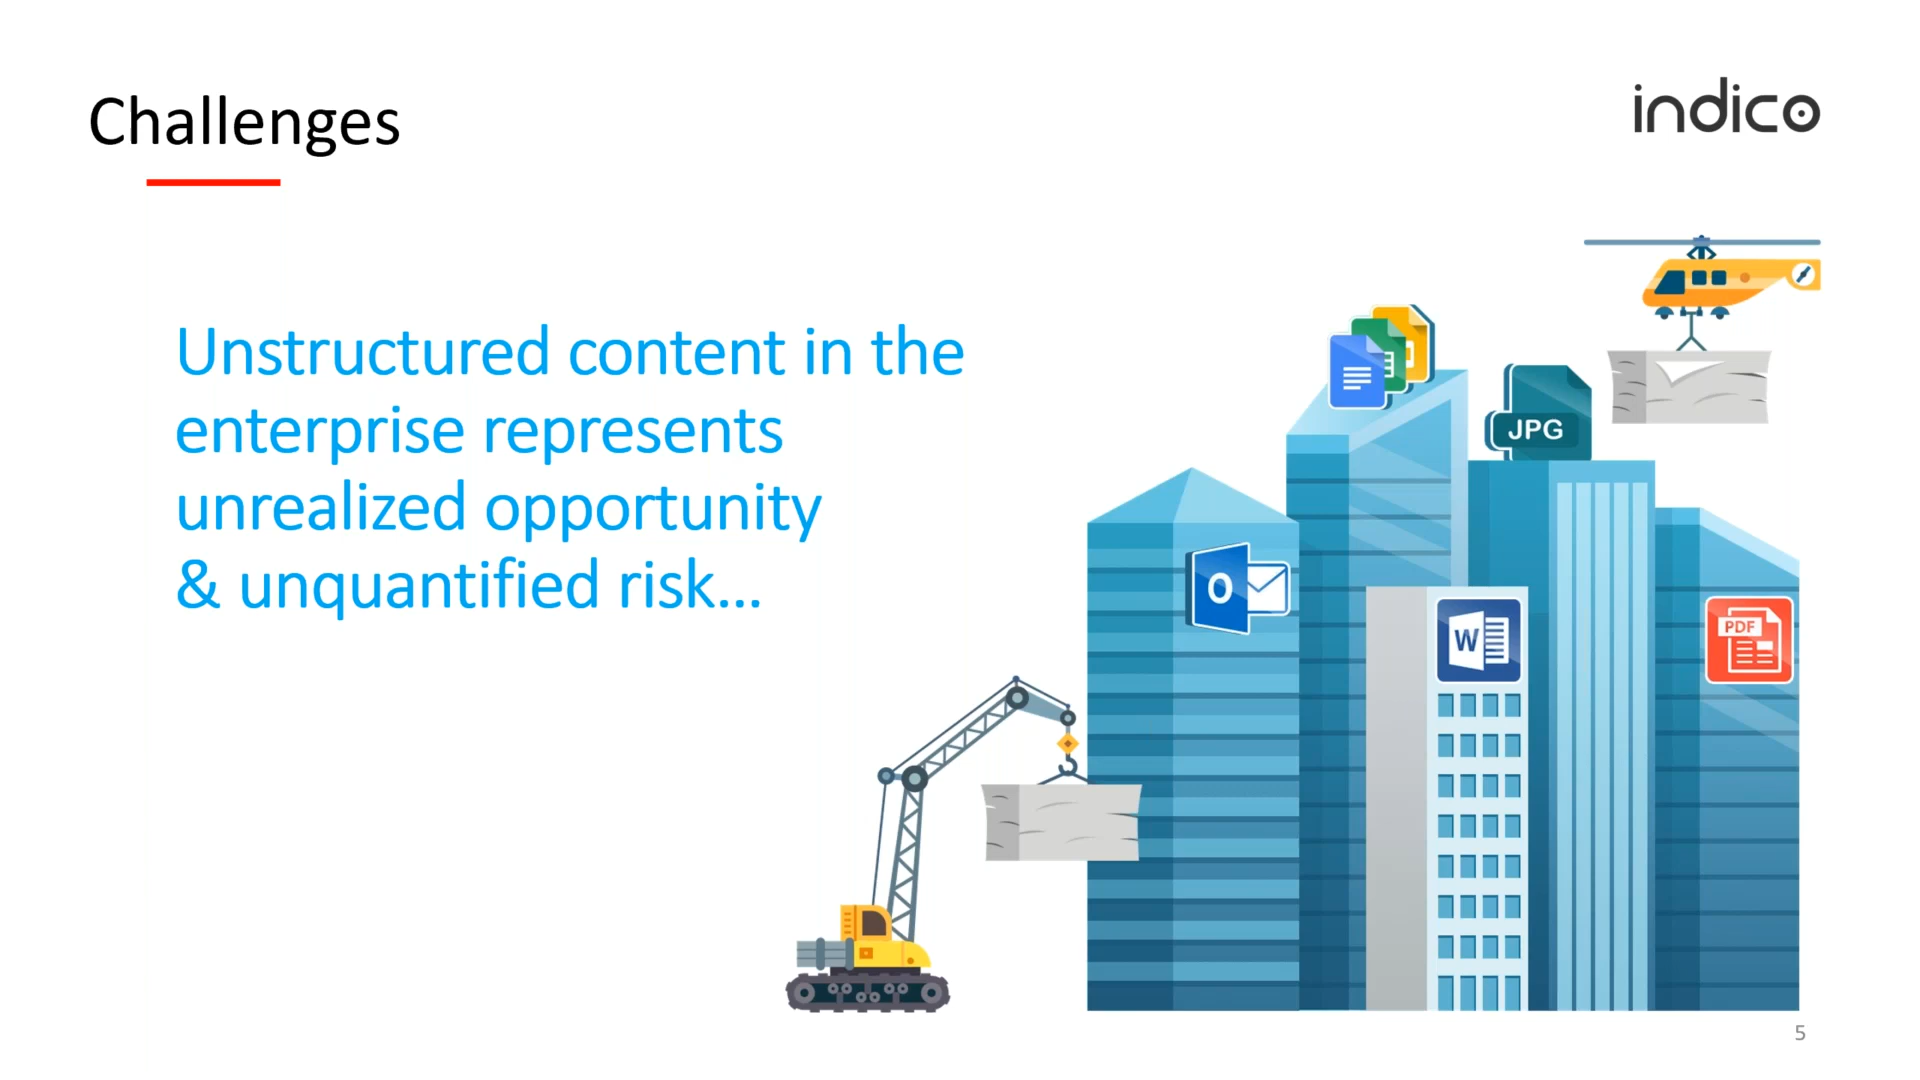 Challenges
indico
Unstructured content in the
enterprise represents
unrealized opportunity
& unquantified risk...
JPG
O
W
PDF
5